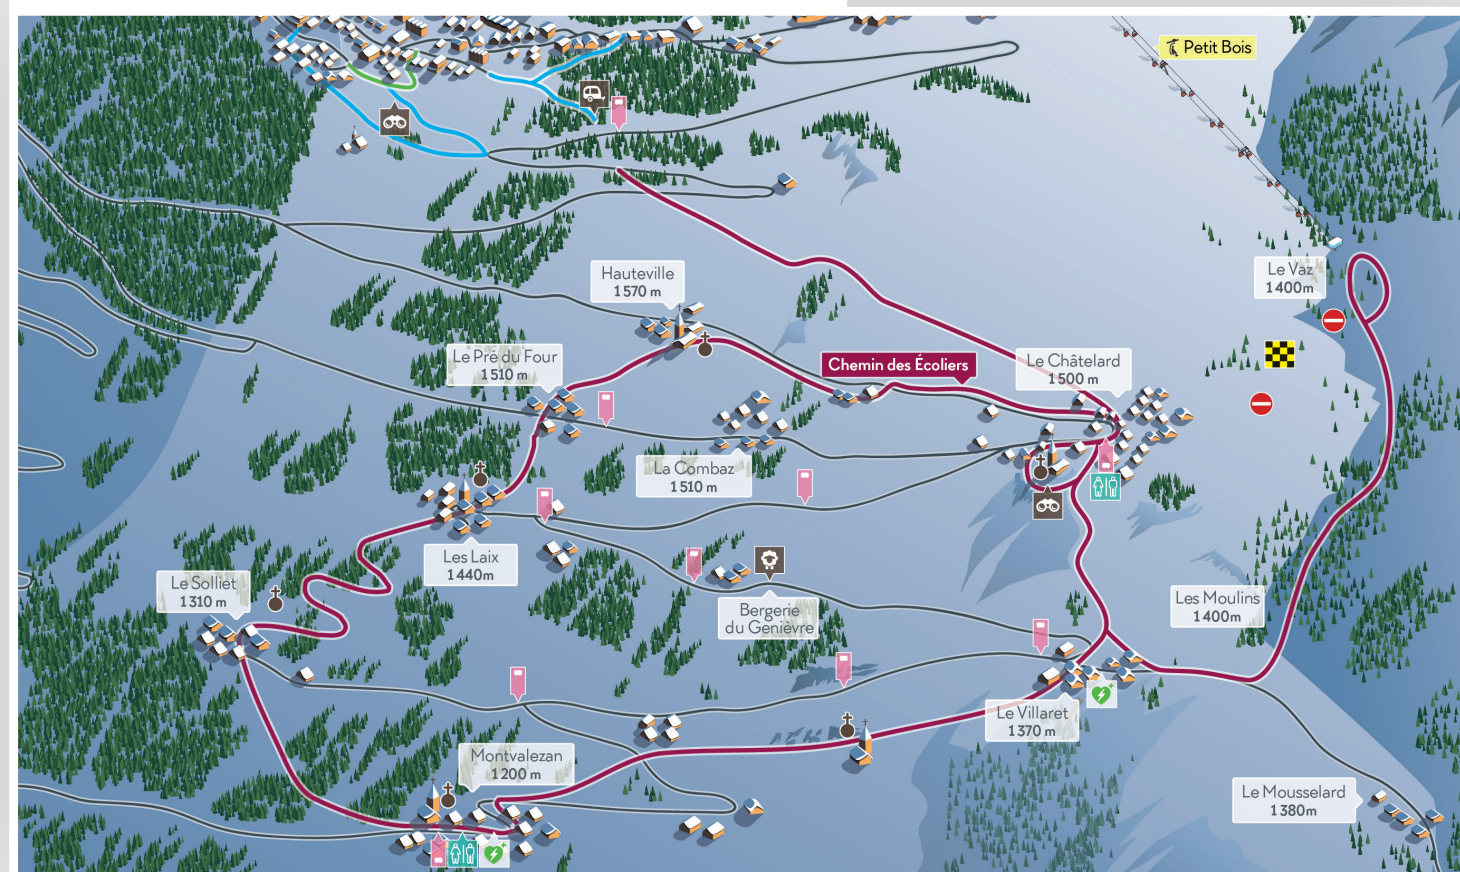 Petit Bois
Le Vaz
1400m
Hauteville
1570 m
Le Pré du Four
1510 m
Chemin des Écoliers
Le Châtelard
1500 m
La Combaz
1510 m
Les Laix
1440m
Le Solliet
1310 m
Bergerie
du Genièvre
Les Moulins
1400m
Le Villaret
1370 m
Montvalezan
1200 m
Le Mousselard
1380m